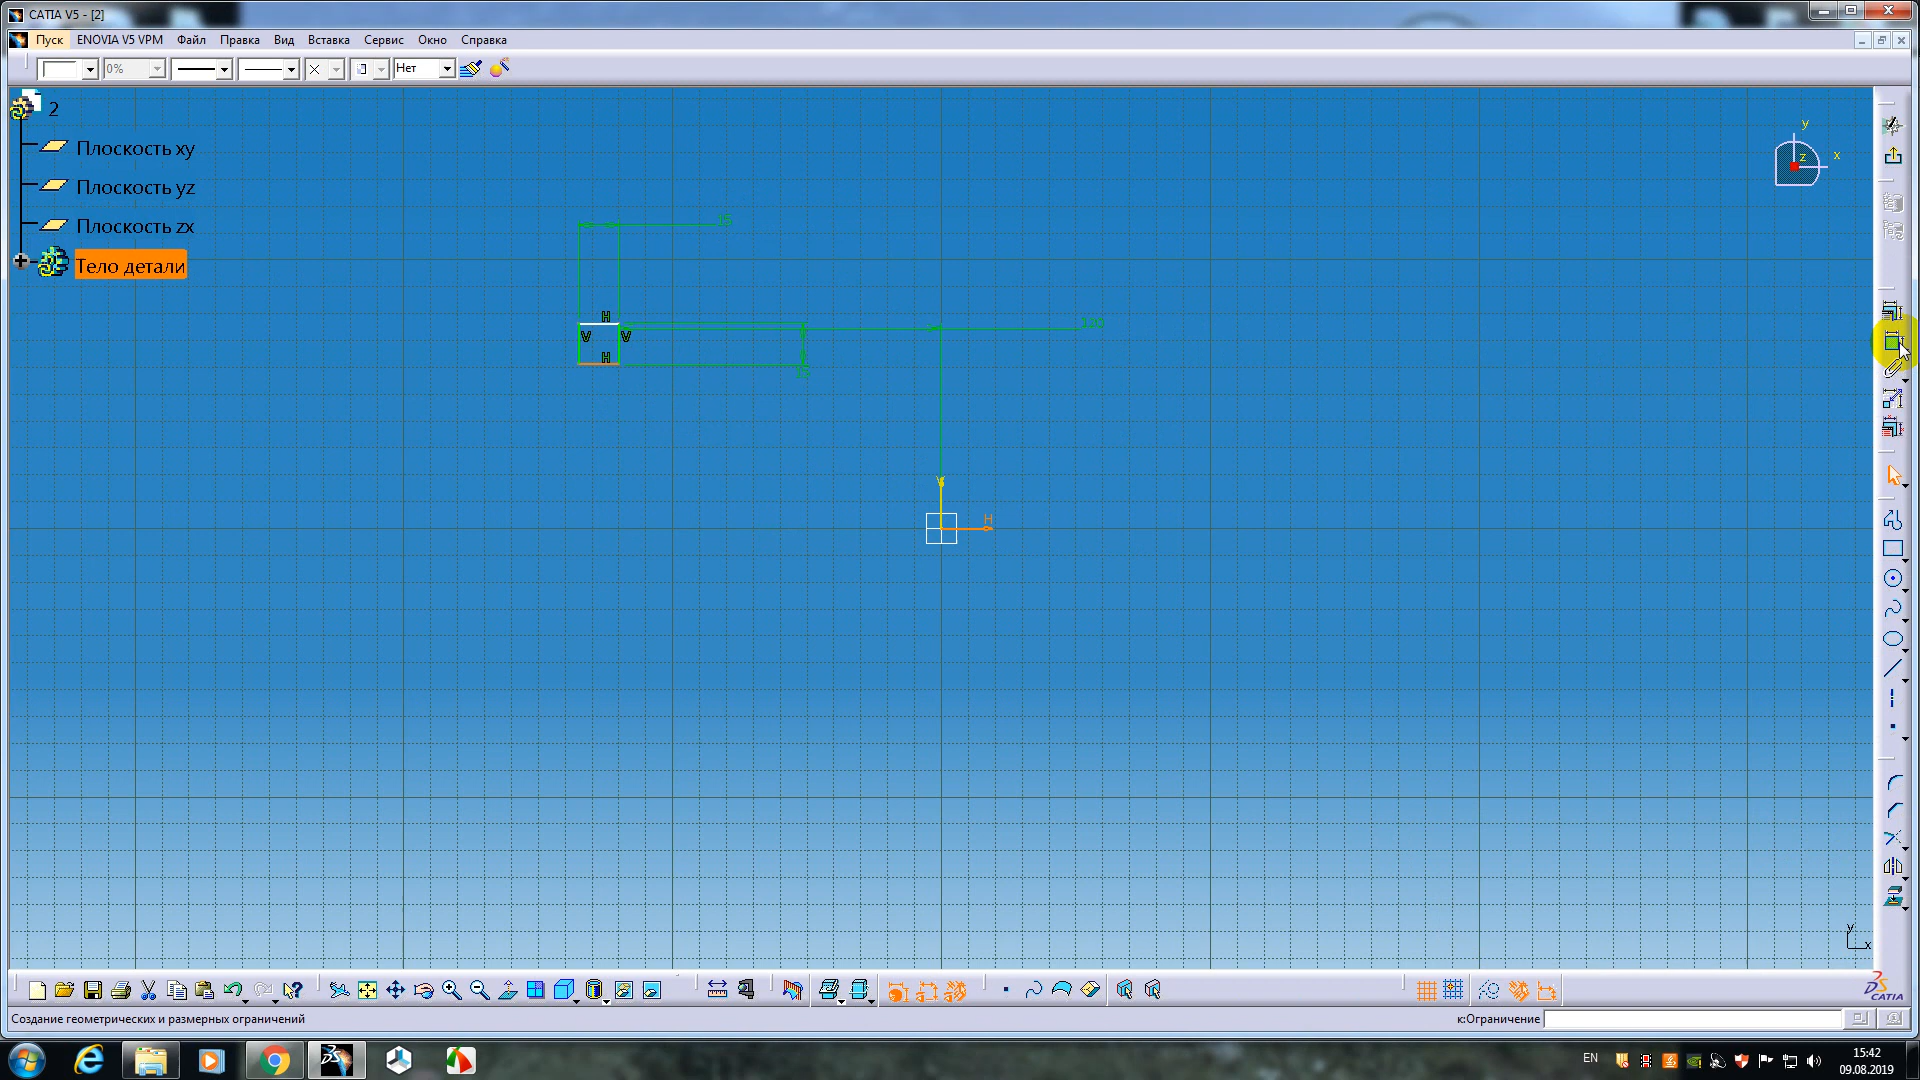 CATIA V5 - [2]
Пуск ENOVIA V5 VPM Файл Правка Вид Вставка Сервис Окно Справка
0% Нет
2
Плоскость xy
Плоскость yz
Плоскость zx
Тело детали
y
x
z
15
H
V V
H
15
V
H
y
x
CATIA
Создание геометрических и размерных ограничений
к:Ограничение
EN
15:42
09.08.2019